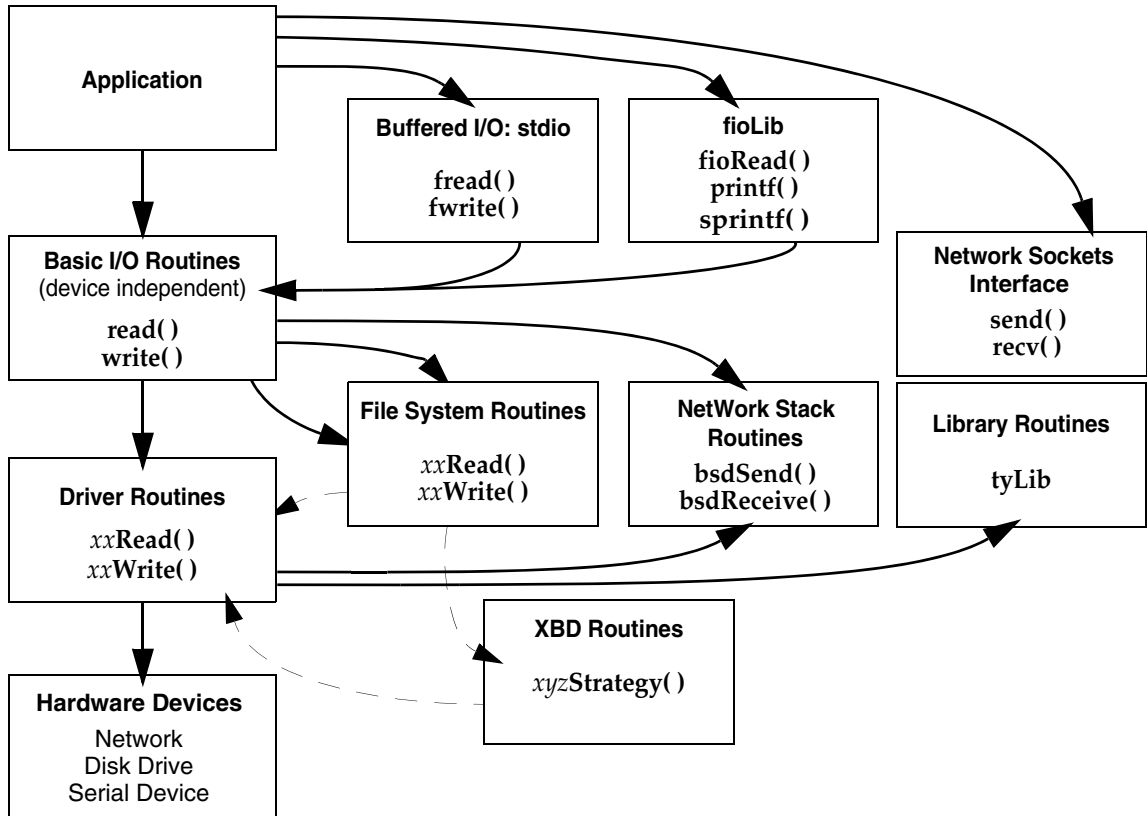 Application
Buffered I/O: stdio
fread( )
fwrite( )
fioLib
fioRead( )
printf( )
sprintf( )
Basic I/O Routines
(device independent)
read( )
write( )
Network Sockets
Interface
send( )
recv( )
File System Routines
xxRead( )
xxWrite( )
NetWork Stack
Routines
bsdSend( )
bsdReceive( )
Library Routines
tyLib
Driver Routines
xxRead( )
xxWrite( )
XBD Routines
xyzStrategy( )
Hardware Devices
Network
Disk Drive
Serial Device